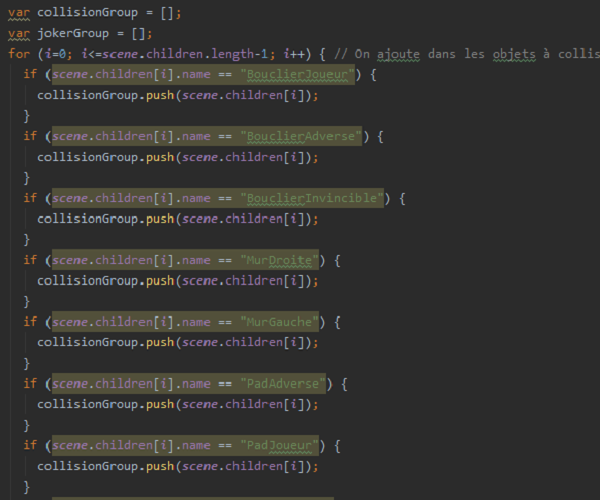 var collisionGroup = [];
var jokerGroup = [];
for (i=0; i<=scene.children.length-1; i++) { // On ajoute dans les objets à collis
if (scene.children[i].name == "BouclierJoueur") {
collisionGroup.push(scene.children[i]);
}
if (scene.children[i].name == "BouclierAdverse") {
collisionGroup.push(scene.children[i]);
}
if (scene.children[i].name == "BouclierInvincible") {
collisionGroup.push(scene.children[i]);
}
if (scene.children[i].name == "MurDroite") {
collisionGroup.push(scene.children[i]);
}
if (scene.children[i].name == "MurGauche") {
collisionGroup.push(scene.children[i]);
}
if (scene.children[i].name == "PadAdverse") {
collisionGroup.push(scene.children[i]);
}
if (scene.children[i].name == "PadJoueur") {
collisionGroup.push(scene.children[i]);
}